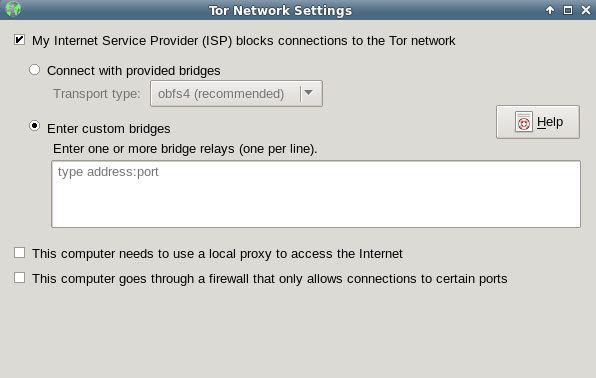 Tor Network Settings
My Internet Service Provider (ISP) blocks connections to the Tor network
Connect with provided bridges
Transport type: obfs4 (recommended)
Enter custom bridges
Help
Enter one or more bridge relays (one per line).
type address:port
This computer needs to use a local proxy to access the Internet
This computer goes through a firewall that only allows connections to certain ports